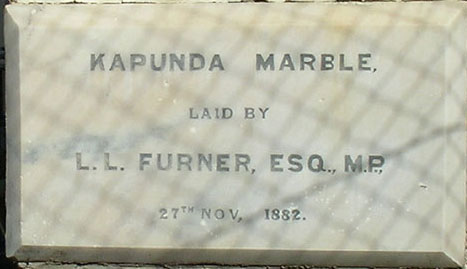 KAPUNDA MARBLE,
LAID BY
L. L. FURNER, ESQ., M.P.,
27TH NOV, 1882.